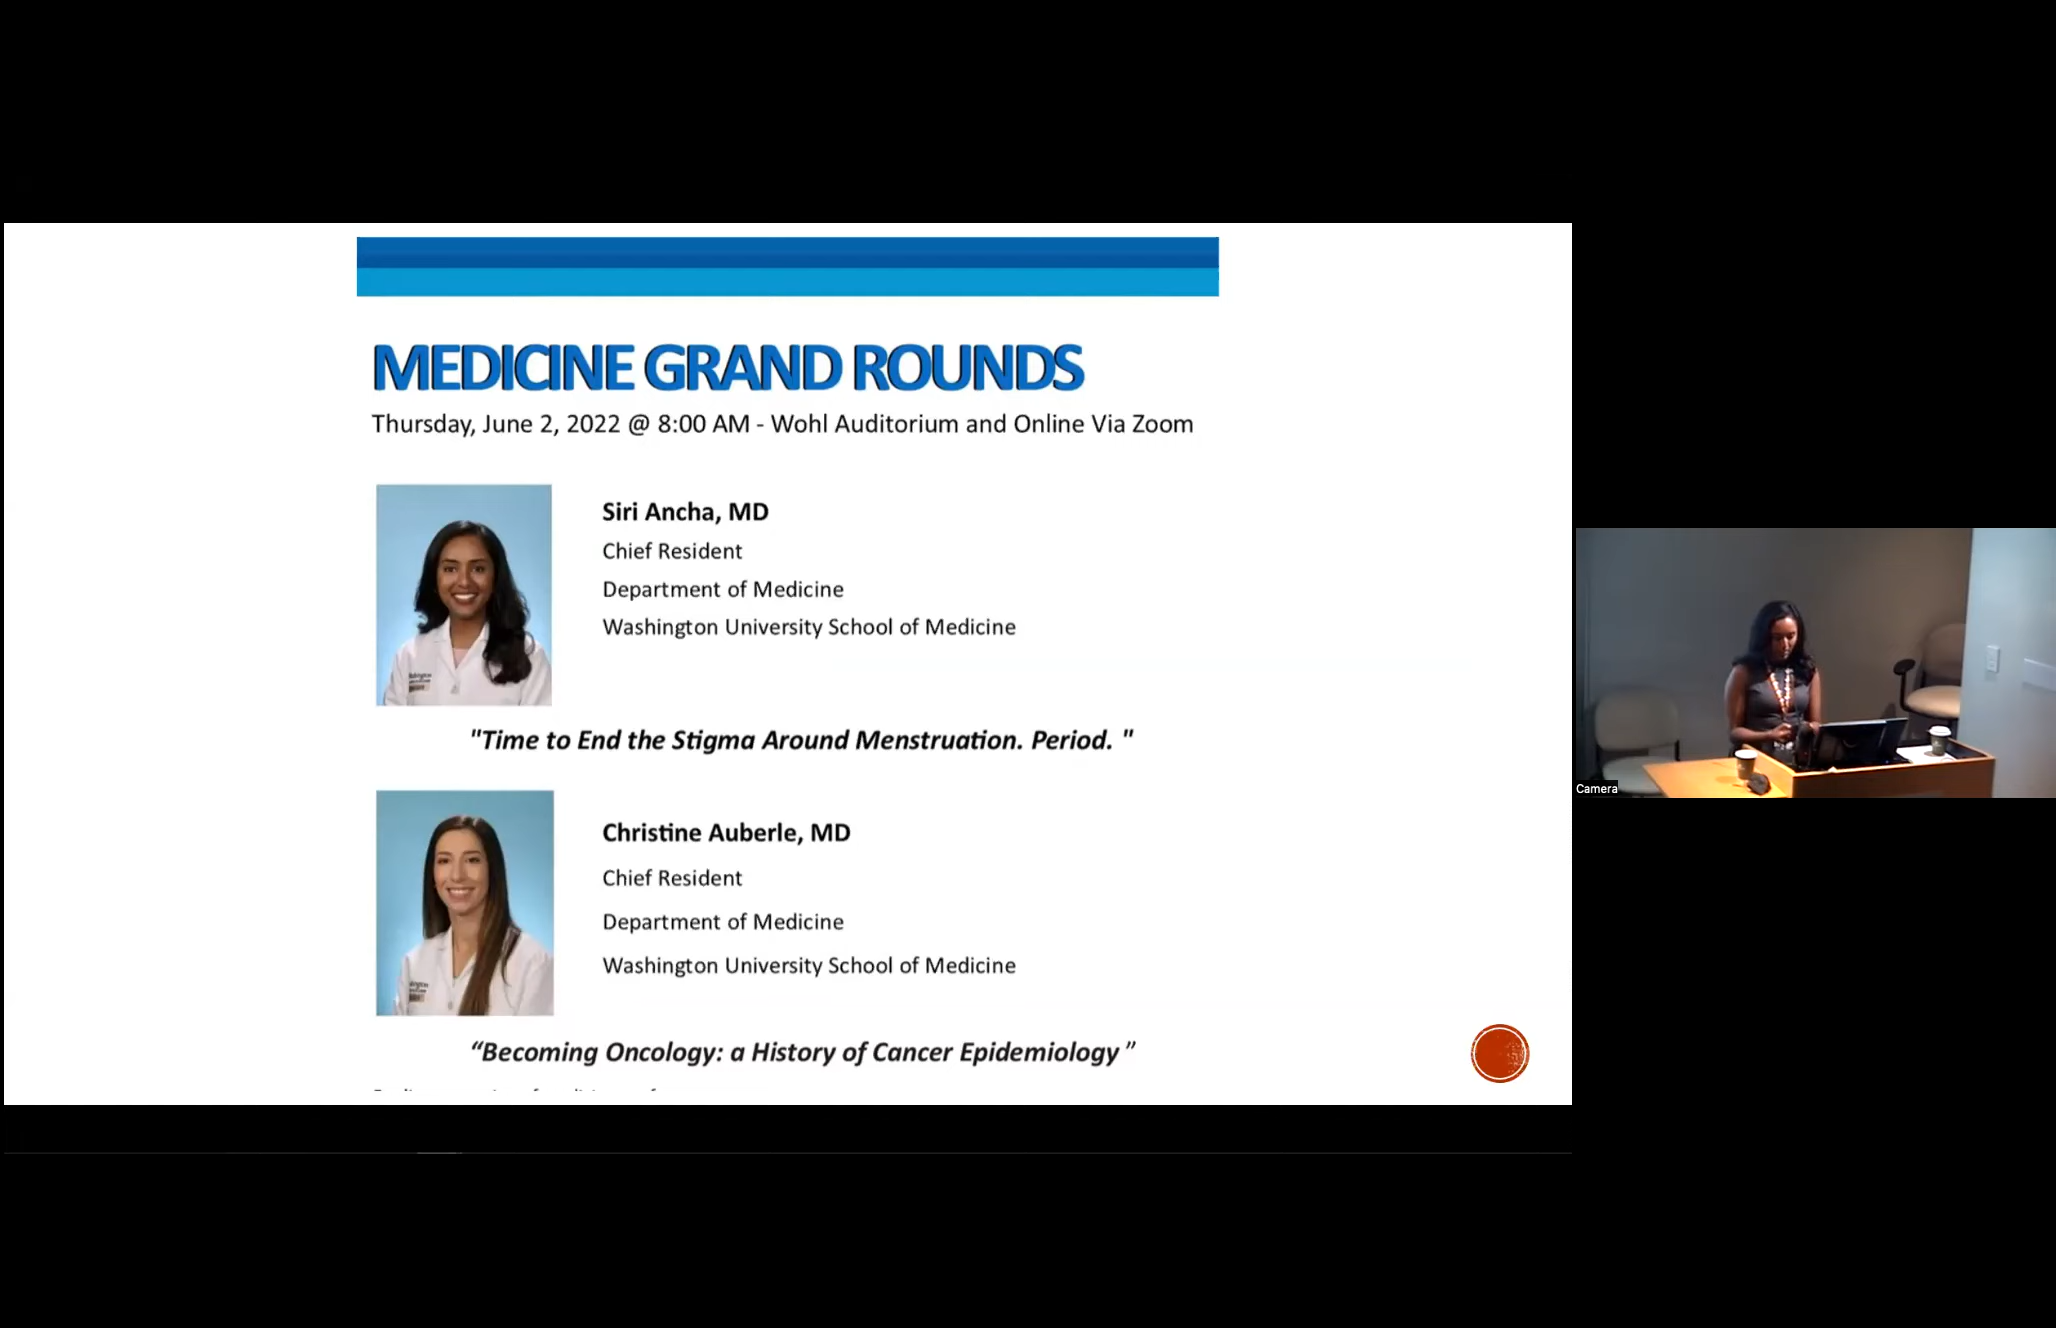 MEDICINE GRAND ROUNDS
Thursday, June 2, 2022 @ 8:00 AM - Wohl Auditorium and Online Via Zoom
Siri Ancha, MD
Chief Resident
Department of Medicine
Washington University School of Medicine
"Time to End the Stigma Around Menstruation. Period. "
Christine Auberle, MD
Chief Resident
Department of Medicine
Washington University School of Medicine
“Becoming Oncology: a History of Cancer Epidemiology ”
Camera